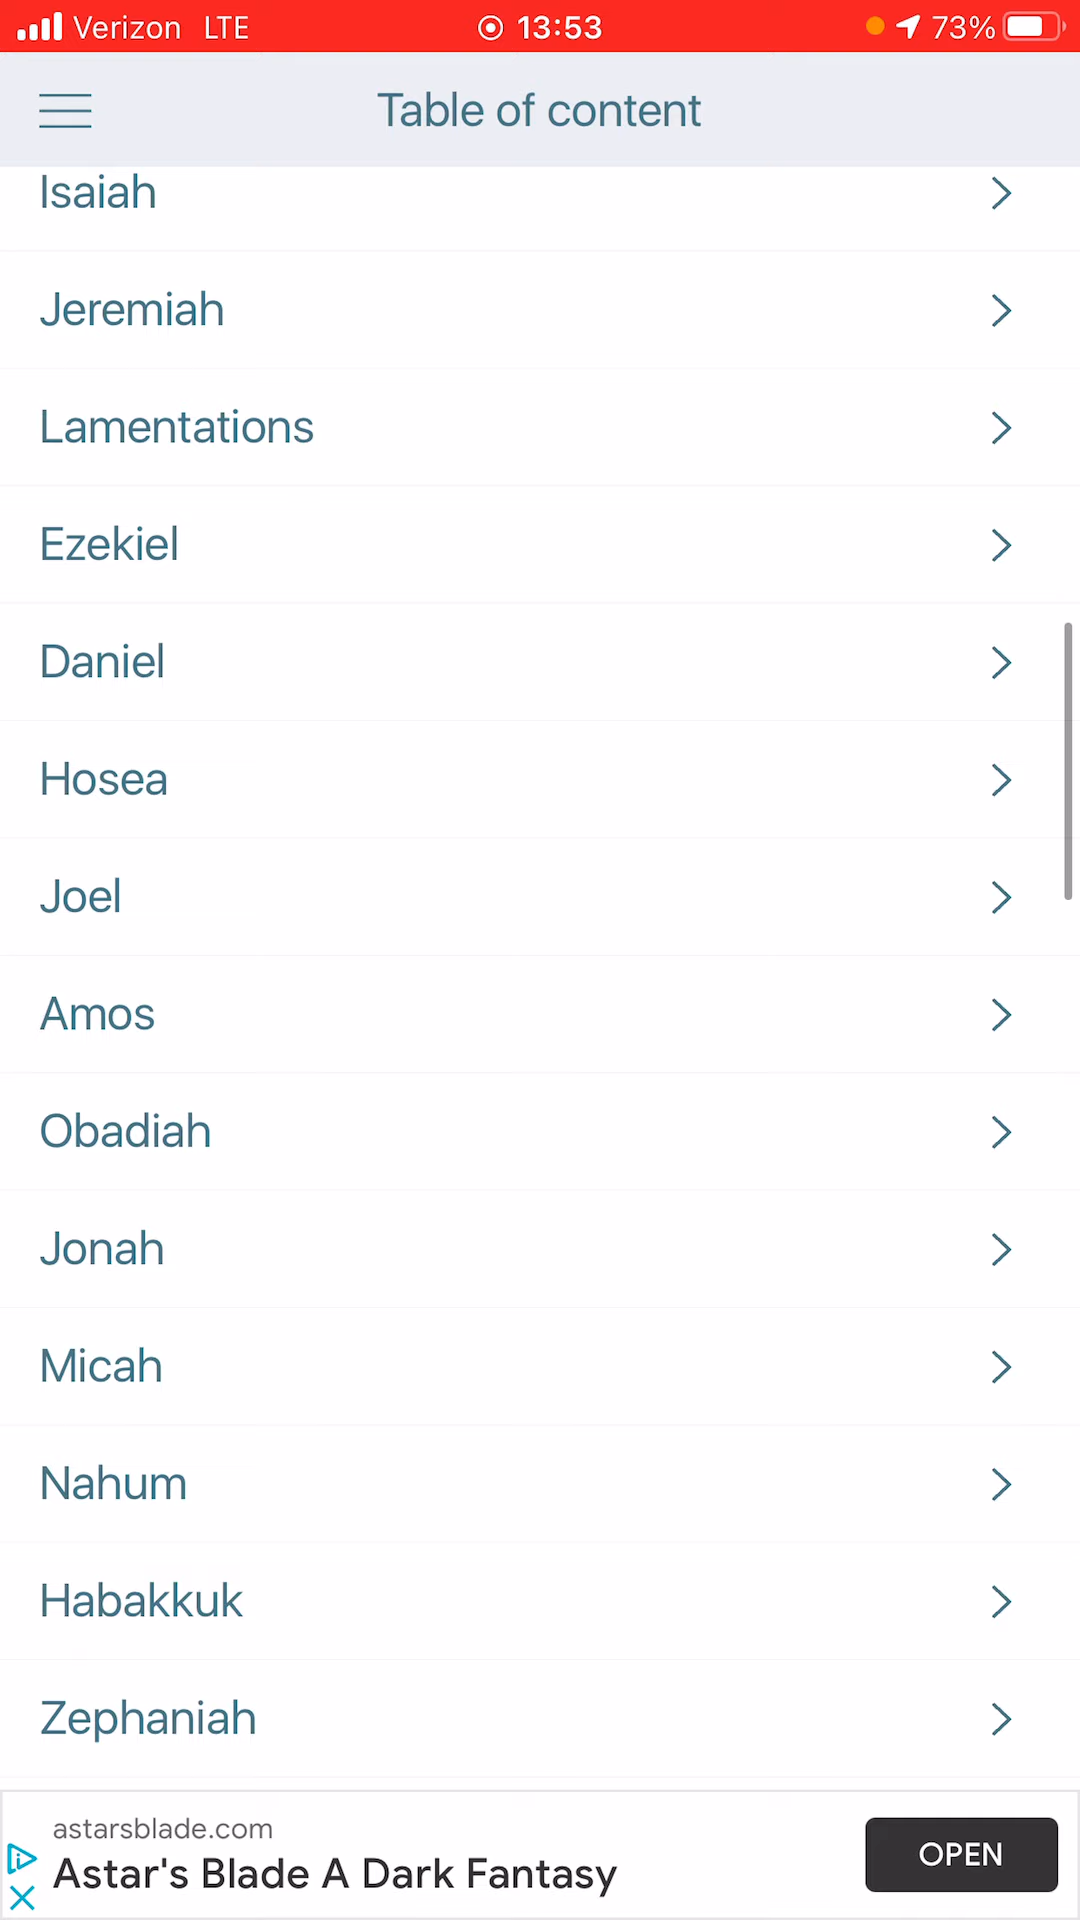 Verizon LTE 13:53 73%
Table of content
Isaiah
Jeremiah
Lamentations
Ezekiel
Daniel
Hosea
Joel
Amos
Obadiah
Jonah
Micah
Nahum
Habakkuk
Zephaniah
astarsblade.com
Astar's Blade A Dark Fantasy
OPEN